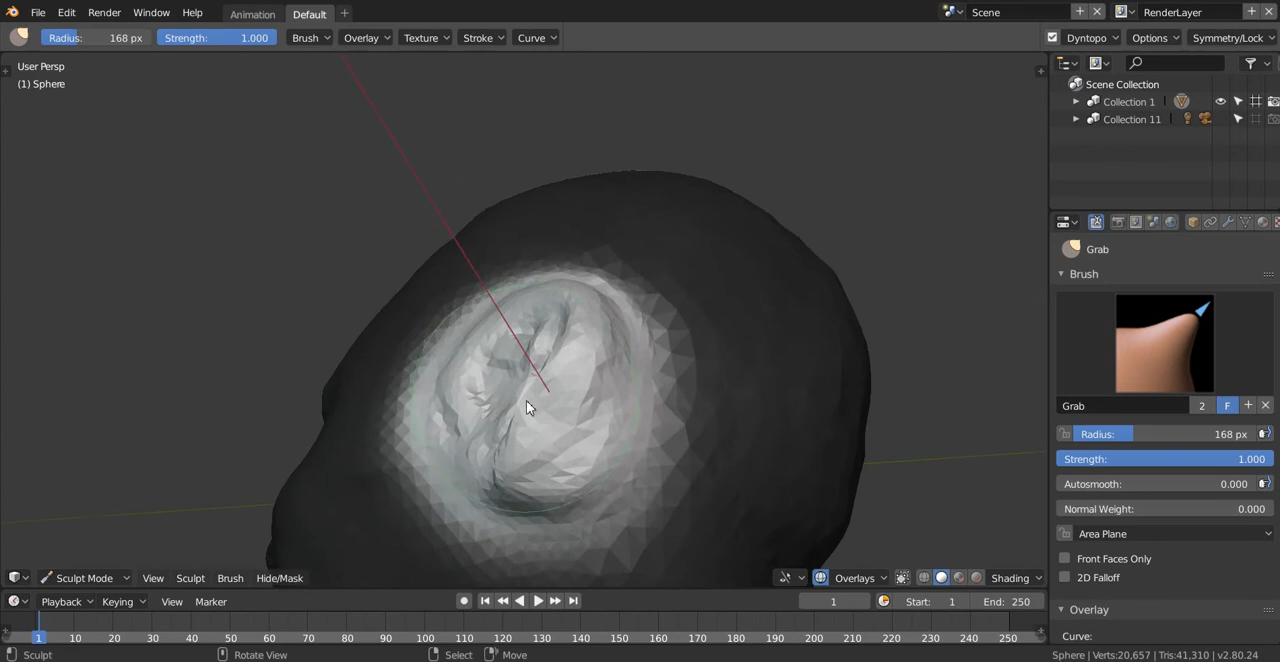 File Edit Render Window Help Animation Default + Scene RenderLayer
Radius: 168 px Strength: 1.000 Brush Overlay Texture Stroke Curve Dyntopo Options Symmetry/Lock
User Persp
(1) Sphere
Scene Collection
Collection 1
Collection 11
Grab
Brush
Grab 2 F
Radius: 168 px
Strength: 1.000
Autosmooth: 0.000
Normal Weight: 0.000
Area Plane
Front Faces Only
2D Falloff
Overlay
Curve:
Sculpt Mode View Sculpt Brush Hide/Mask Overlays Shading
Playback Keying View Marker 1 Start: 1 End: 250
1 10 20 30 40 50 60 70 80 90 100 110 120 130 140 150 160 170 180 190 200 210 220 230 240 250
Sculpt Rotate View Select Move Sphere | Verts:20,657 | Tris:41,310 | v2.80.24